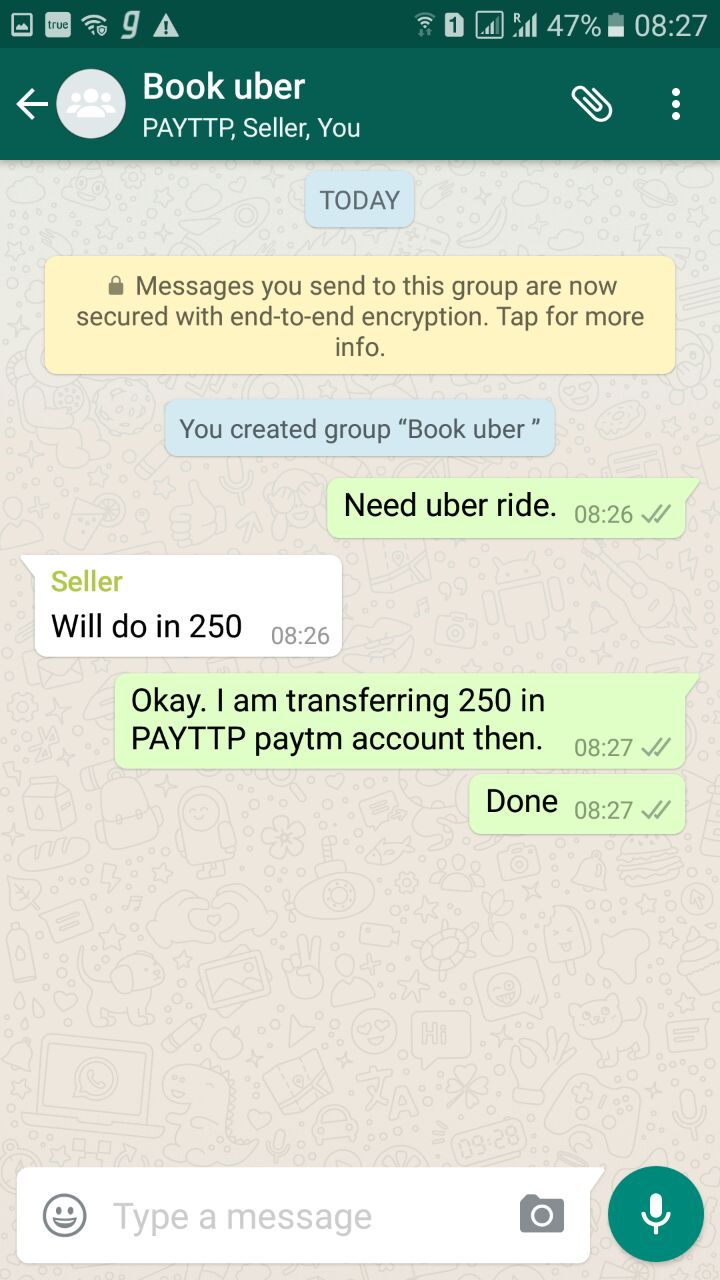 true g 1 R 47% 08:27
Book uber
PAYTTP, Seller, You
TODAY
Messages you send to this group are now
secured with end-to-end encryption. Tap for more
info.
You created group “Book uber ”
Need uber ride. 08:26
Seller
Will do in 250 08:26
Okay. I am transferring 250 in
PAYTTP paytm account then. 08:27
Done 08:27
Hi
09:28
Type a message